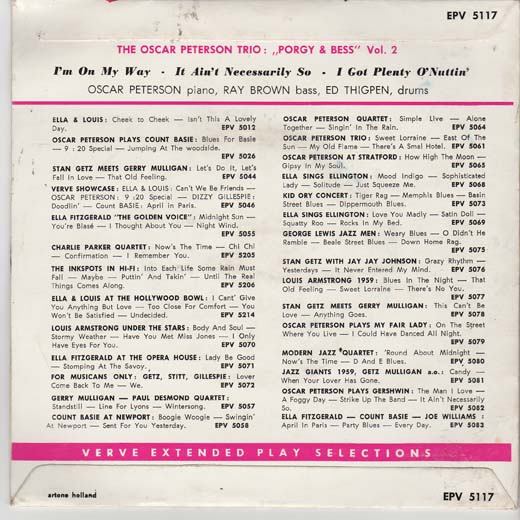 EPV 5117
THE OSCAR PETERSON TRIO: „PORGY & BESS" Vol. 2
I'm On My Way - It Ain't Necessarily So - I Got Plenty O'Nuttin'
OSCAR PETERSON piano, RAY BROWN bass, ED THIGPEN, drums
ELLA & LOUIS: Cheek to Cheek — Isn't This A Lovely
Day. EPV 5012
OSCAR PETERSON PLAYS COUNT BASIE: Blues For Basie
— 9 : 20 Special — Jumping At The woodside.
EPV 5026
STAN GETZ MEETS GERRY MULLIGAN: Let's Do It, Let's
Fall In Love — That Old Feeling. EPV 5044
VERVE SHOWCASE: ELLA & LOUIS: Can't We Be Friends —
OSCAR PETERSON: 9 :20 Special — DIZZY GILLESPIE:
Doodlin' — Count BASIE: April In Paris. EPV 5046
ELLA FITZGERALD "THE GOLDEN VOICE": Midnight Sun —
You're Blasé — I Thought About You — Night Wind.
EPV 5055
CHARLIE PARKER QUARTET: Now's The Time — Chi Chi
— Confirmation — I Remember You. EPV 5205
THE INKSPOTS IN HI-FI: Into Each Life Some Rain Must
Fall — Maybe — Puttin' And Takin' — Until The Real
Things Comes Along. EPV 5206
ELLA & LOUIS AT THE HOLLYWOOD BOWL: I Cant' Give
You Anything But Love — Too Close For Comfort — You
Won't Be Satisfied — Undecided. EPV 5214
LOUIS ARMSTRONG UNDER THE STARS: Body And Soul —
Stormy Weather — Have You Met Miss Jones — I Only
Have Eyes For You. EPV 5070
ELLA FITZGERALD AT THE OPERA HOUSE: Lady Be Good
— Stomping At The Savoy. EPV 5071
FOR MUSICIANS ONLY: GETZ, STITT, GILLESPIE: Lover
Come Back To Me — We. EPV 5072
GERRY MULLIGAN — PAUL DESMOND QUARTET:
Standstill — Line For Lyons — Wintersong. EPV 5057
COUNT BASIE AT NEWPORT: Boogie Woogie — Swingin'
At Newport — Sent For You Yesterday. EPV 5058
OSCAR PETERSON QUARTET: Simple Live — Alone
Together — Singin' In The Rain. EPV 5064
OSCAR PETERSON TRIO: Sweet Lorraine — East Of The
Sun — My Old Flame — There's A Smal Hotel. EPV 5061
OSCAR PETERSON AT STRATFORD: How High The Moon —
Gipsy In My Soul. EPV 5065
ELLA SINGS ELLINGTON: Mood Indigo — Sophisticated
Lady — Solitude — Just Squeeze Me. EPV 5068
KID ORY CONCERT: Tiger Rag — Memphis Blues — Basin
Street Blues — Dippermouth Blues. EPV 5073
ELLA SINGS ELLINGTON: Love You Madly — Satin Doll —
Squatty Roo — Rocks In My Bed. EPV 5069
GEORGE LEWIS JAZZ MEN: Weary Blues — O Didn't He
Ramble — Beale Street Blues — Down Home Rag.
EPV 5075
STAN GETZ WITH JAY JAY JOHNSON: Grazy Rhythm —
Yesterdays — It Never Entered My Mind. EPV 5076
LOUIS ARMSTRONG 1959: Blues In The Night — That
Old Feeling — Sweet Lorraine — There's No You.
EPV 5077
STAN GETZ MEETS GERRY MULLIGAN: This Can't Be
Love — Anything Goes. EPV 5078
OSCAR PETERSON PLAYS MY FAIR LADY: On The Street
Where You Live — I Could Have Danced All Night.
EPV 5079
MODERN JAZZ QUARTET: 'Round About Midnight —
Now's The Time — D And E Blues. EPV 5080
JAZZ GIANTS 1959, GETZ MULLIGAN a.o.: Candy —
When Your Lover Has Gone. EPV 5081
OSCAR PETERSON PLAYS GERSHWIN: The Man I Love —
A Foggy Day — Strike Up The Band — It Ain't Necessarily
So. EPV 5082
ELLA FITZGERALD — COUNT BASIE — JOE WILLIAMS :
April In Paris — Party Blues — Every Day. EPV 5083
VERVE EXTENDED PLAY SELECTIONS
artone holland
EPV 5117